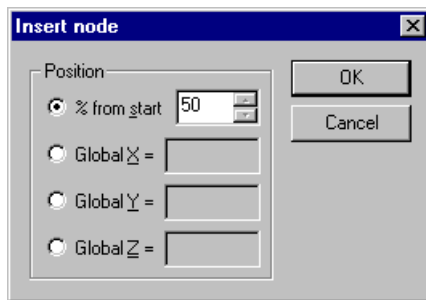 Insert node
Position
% from start 50
Global X =
Global Y =
Global Z =
OK
Cancel